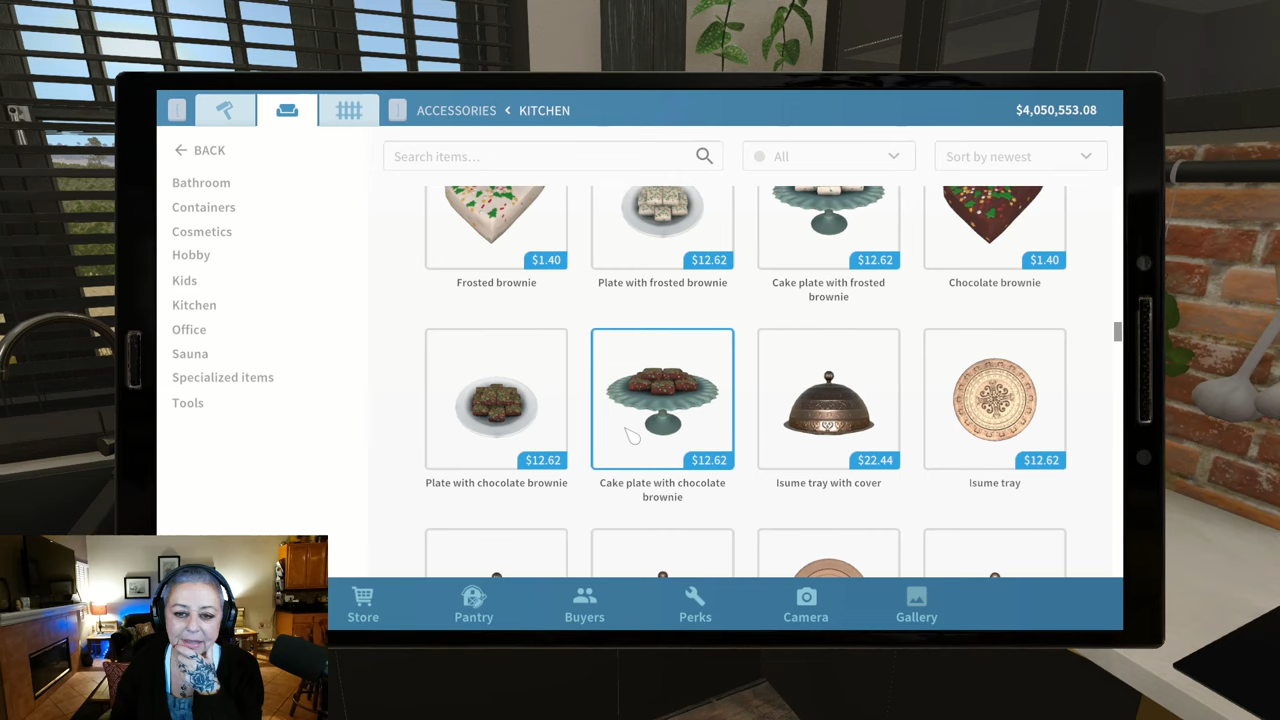 ACCESSORIES < KITCHEN
$4,050,553.08
BACK
Search items...
All
Sort by newest
Bathroom
Containers
Cosmetics
Hobby
Kids
Kitchen
Office
Sauna
Specialized items
Tools
$1.40
$12.62
$12.62
$1.40
Frosted brownie
Plate with frosted brownie
Cake plate with frosted
brownie
Chocolate brownie
$12.62
$12.62
$22.44
$12.62
Plate with chocolate brownie
Cake plate with chocolate
brownie
Isume tray with cover
Isume tray
Store
Pantry
Buyers
Perks
Camera
Gallery